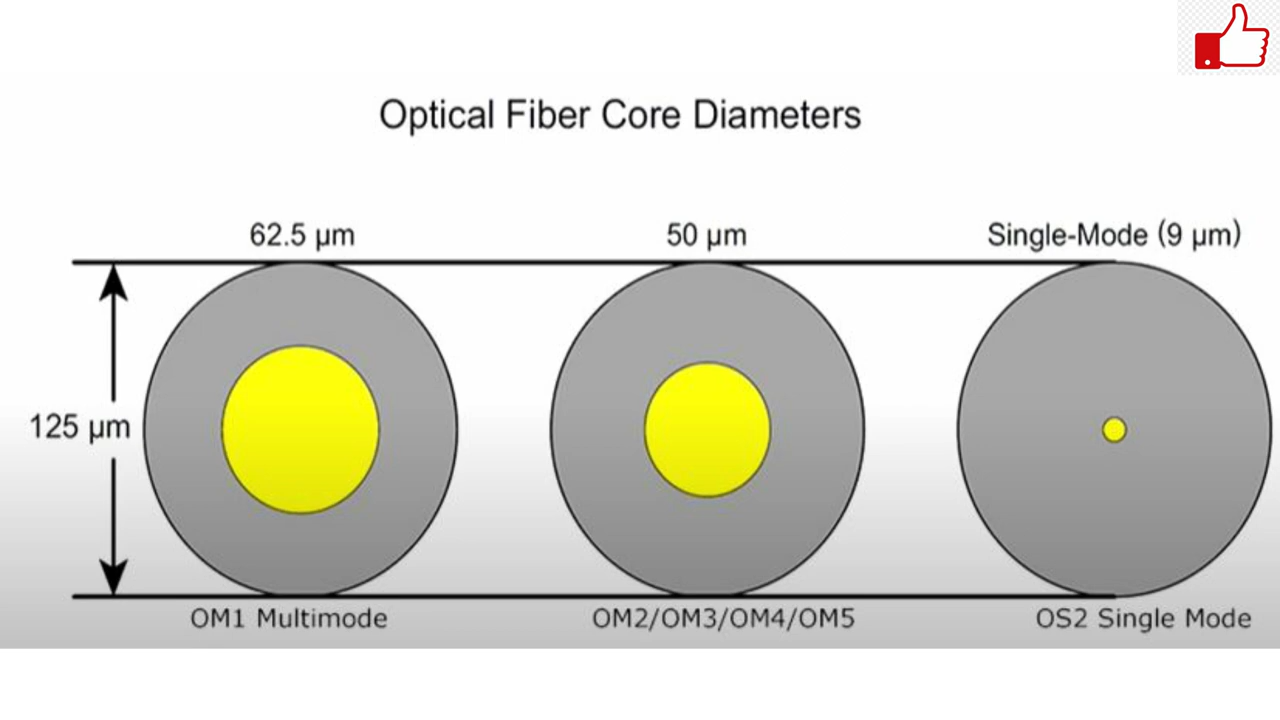 Optical Fiber Core Diameters
62.5 µm
50 µm
Single-Mode (9 µm)
125 µm
OM1 Multimode
OM2/OM3/OM4/OM5
OS2 Single Mode